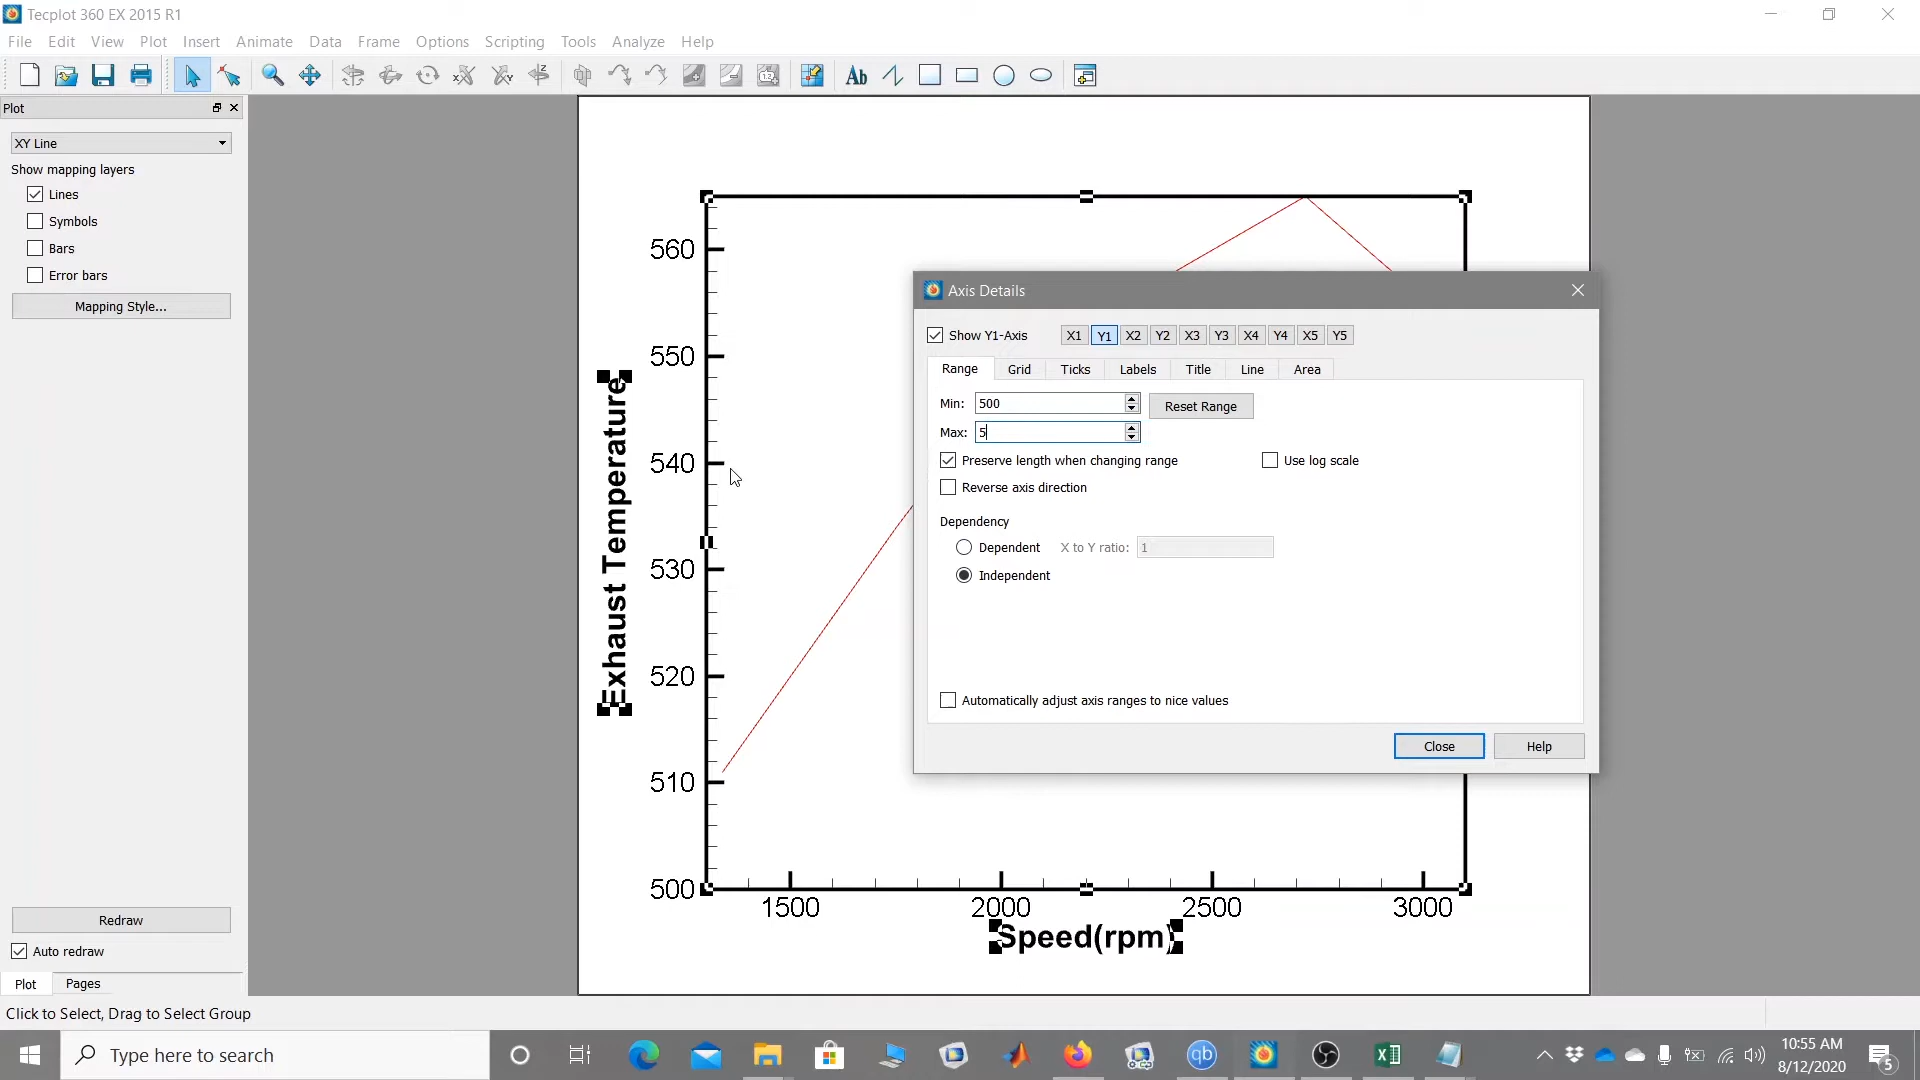 Tecplot 360 EX 2015 R1
File Edit View Plot Insert Animate Data Frame Options Scripting Tools Analyze Help
Ab
Plot
XY Line
Show mapping layers
Lines
Symbols
Bars
Error bars
Mapping Style...
Redraw
Auto redraw
Plot Pages
Click to Select, Drag to Select Group
Exhaust Temperature
560
550
540
530
520
510
500
1500 2000 2500 3000
Speed(rpm)
Axis Details
Show Y1-Axis X1 Y1 X2 Y2 X3 Y3 X4 Y4 X5 Y5
Range Grid Ticks Labels Title Line Area
Min: 500 Reset Range
Max: 5
Preserve length when changing range Use log scale
Reverse axis direction
Dependency
Dependent X to Y ratio: 1
Independent
Automatically adjust axis ranges to nice values
Close Help
Type here to search
qb
10:55 AM
8/12/2020
5